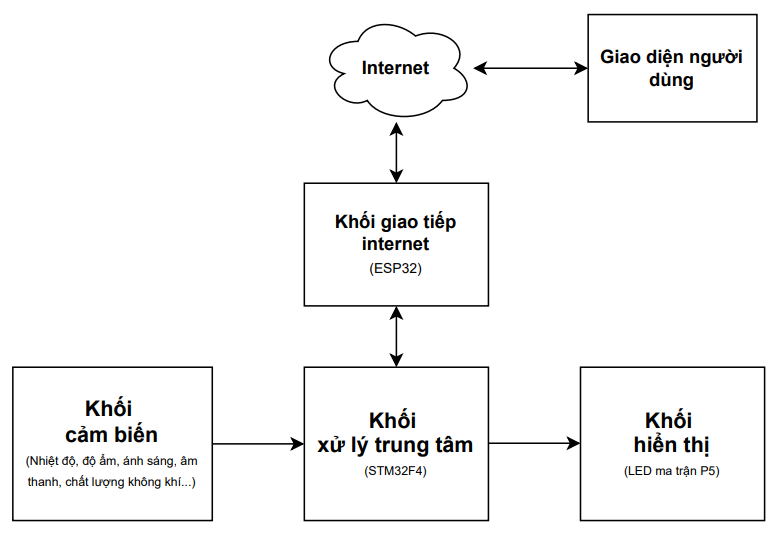 Internet
Giao diện người
dùng
Khối giao tiếp
internet
(ESP32)
Khối
cảm biến
(Nhiệt độ, độ ẩm, ánh sáng, âm
thanh, chất lượng không khí...)
Khối
xử lý trung tâm
(STM32F4)
Khối
hiển thị
(LED ma trận P5)